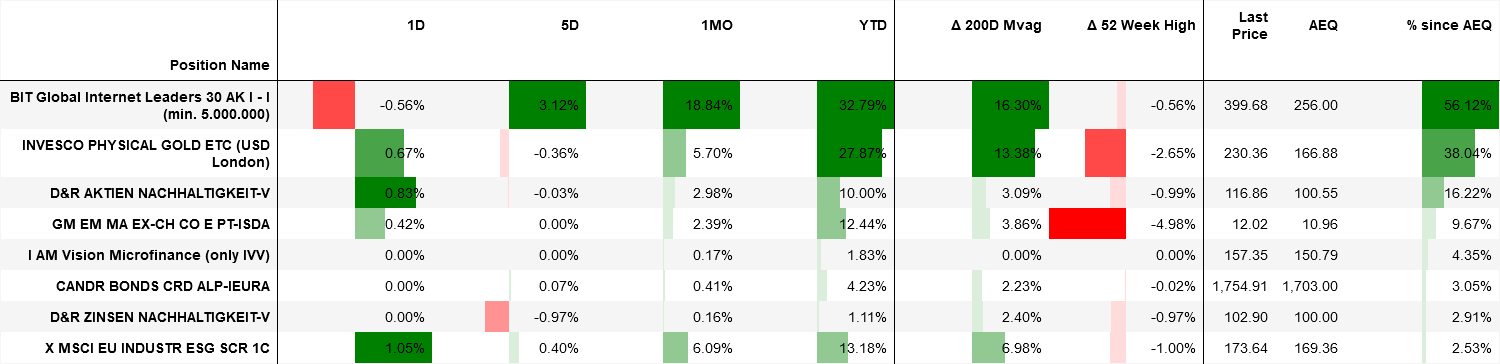 Position Name 1D 5D 1MO YTD Δ 200D Mvag Δ 52 Week High Last Price AEQ % since AEQ
BIT Global Internet Leaders 30 AK I - I (min. 5.000.000) -0.56% 3.12% 18.84% 32.79% 16.30% -0.56% 399.68 256.00 56.12%
INVESCO PHYSICAL GOLD ETC (USD London) 0.67% -0.36% 5.70% 27.87% 13.38% -2.65% 230.36 166.88 38.04%
D&R AKTIEN NACHHALTIGKEIT-V 0.83% -0.03% 2.98% 10.00% 3.09% -0.99% 116.86 100.55 16.22%
GM EM MA EX-CH CO E PT-ISDA 0.42% 0.00% 2.39% 12.44% 3.86% -4.98% 12.02 10.96 9.67%
I AM Vision Microfinance (only IVV) 0.00% 0.00% 0.17% 1.83% 0.00% 0.00% 157.35 150.79 4.35%
CANDR BONDS CRD ALP-IEURA 0.00% 0.07% 0.41% 4.23% 2.23% -0.02% 1,754.91 1,703.00 3.05%
D&R ZINSEN NACHHALTIGKEIT-V 0.00% -0.97% 0.16% 1.11% 2.40% -0.97% 102.90 100.00 2.91%
X MSCI EU INDUSTR ESG SCR 1C 1.05% 0.40% 6.09% 13.18% 6.98% -1.00% 173.64 169.36 2.53%